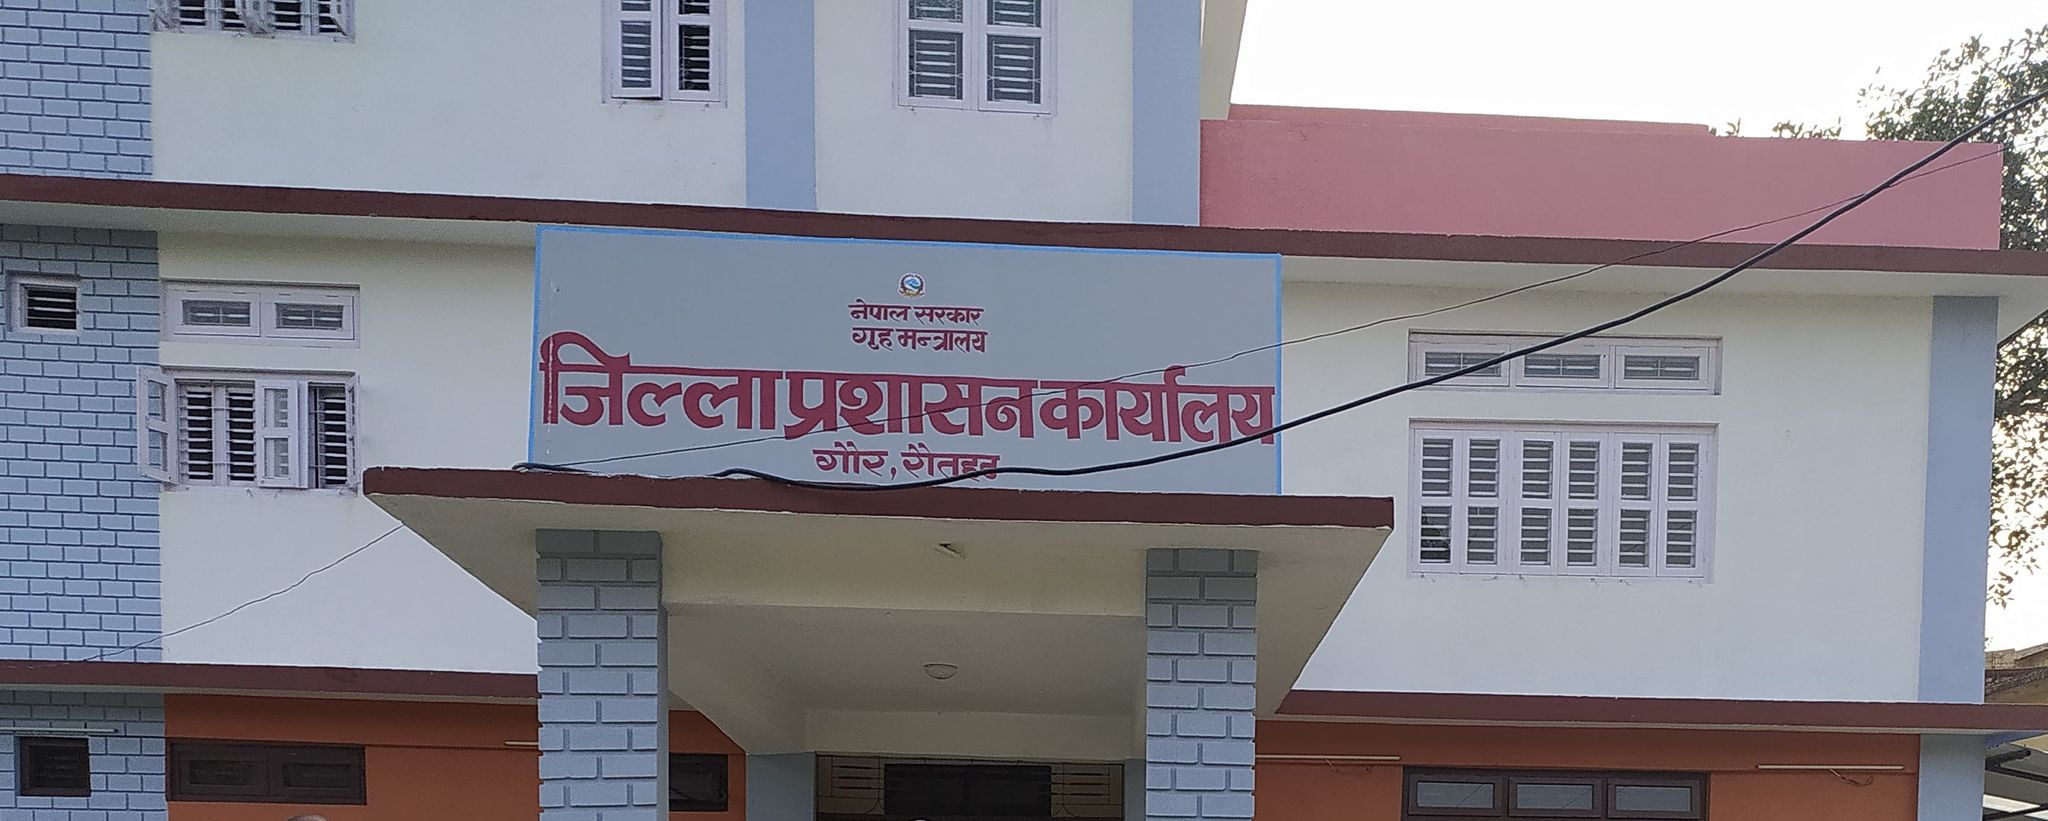 नेपाल सरकार
गृह मन्त्रालय
जिल्ला प्रशासन कार्यालय
गौर, रौतहट